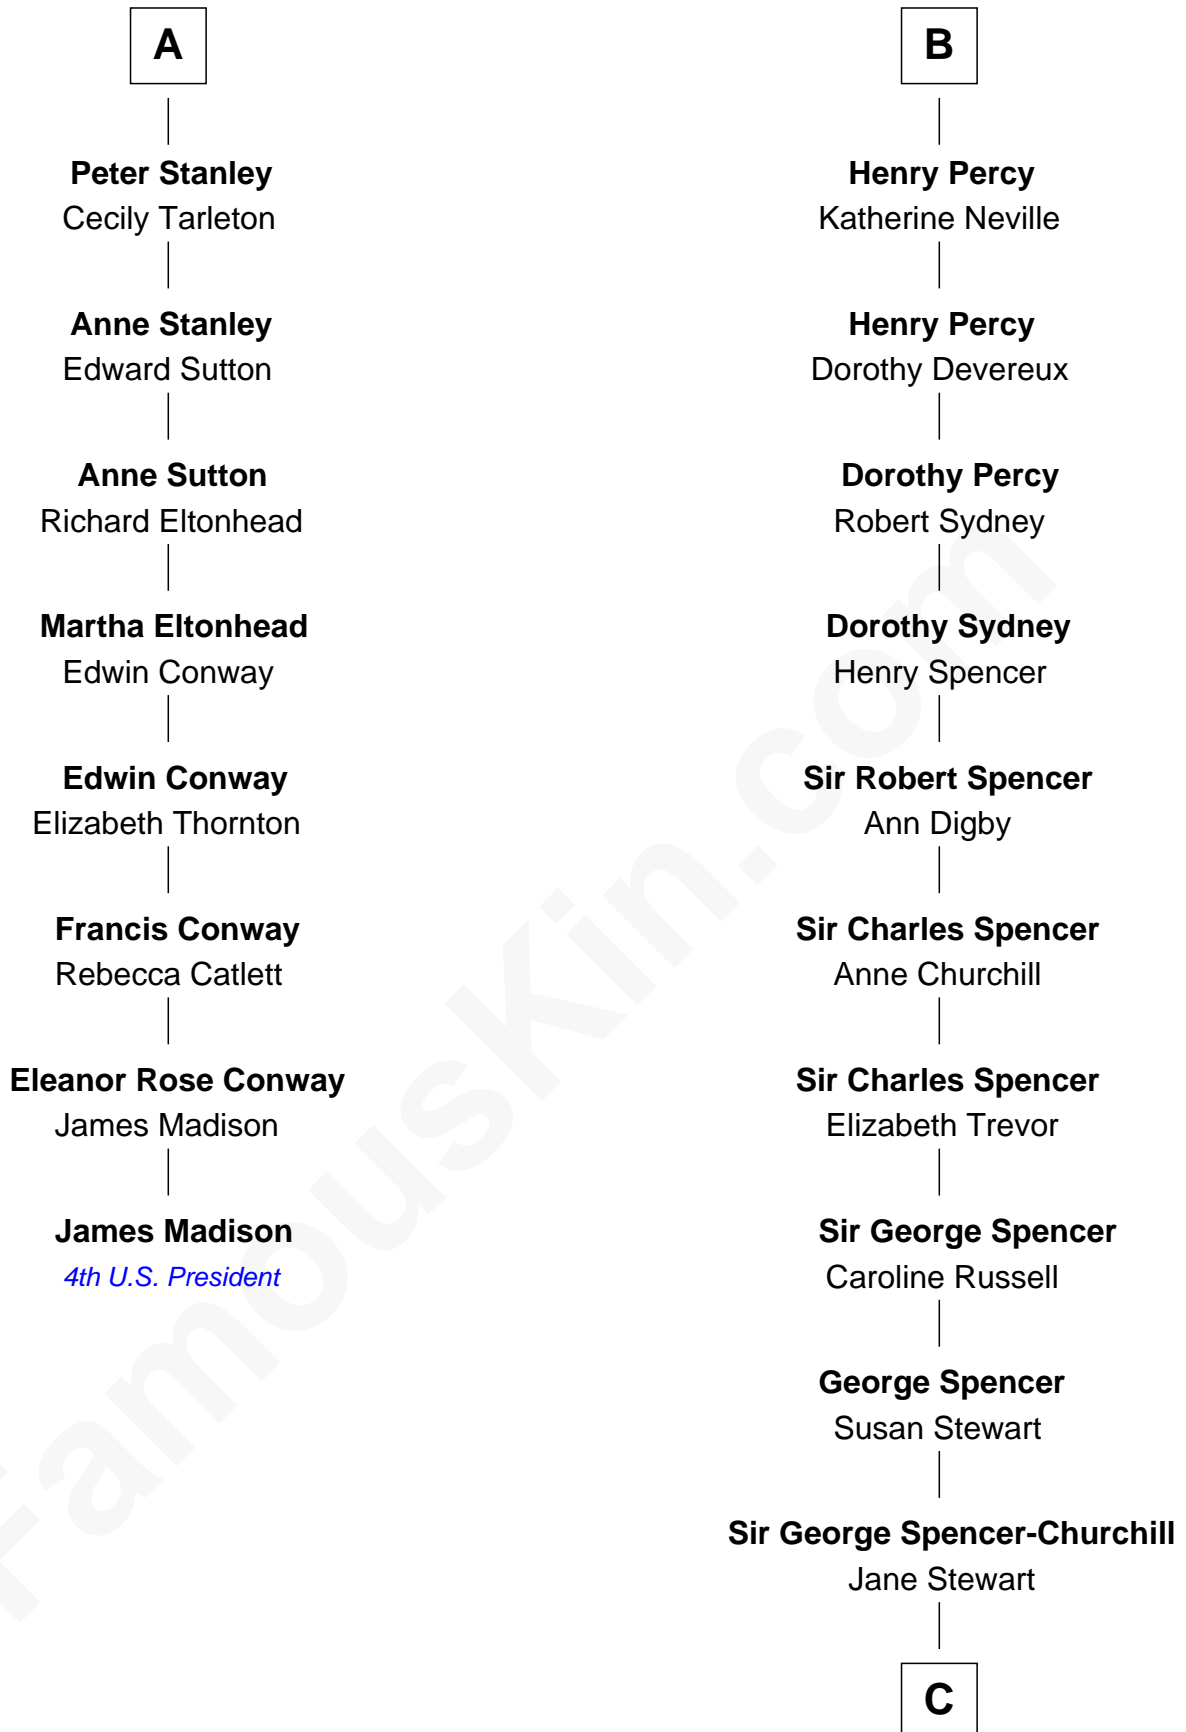 A
Peter Stanley
Cecily Tarleton
Anne Stanley
Edward Sutton
Anne Sutton
Richard Eltonhead
Martha Eltonhead
Edwin Conway
Edwin Conway
Elizabeth Thornton
Francis Conway
Rebecca Catlett
Eleanor Rose Conway
James Madison
James Madison
4th U.S. President
B
Henry Percy
Katherine Neville
Henry Percy
Dorothy Devereux
Dorothy Percy
Robert Sydney
Dorothy Sydney
Henry Spencer
Sir Robert Spencer
Ann Digby
Sir Charles Spencer
Anne Churchill
Sir Charles Spencer
Elizabeth Trevor
Sir George Spencer
Caroline Russell
George Spencer
Susan Stewart
Sir George Spencer-Churchill
Jane Stewart
C
FamousKin.com